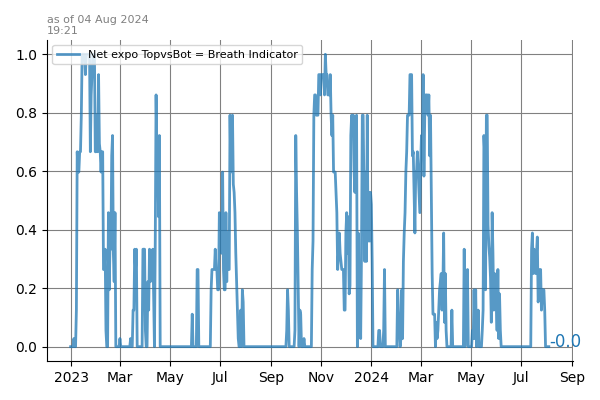 as of 04 Aug 2024
19:21
Net expo TopvsBot = Breath Indicator
1.0
0.8
0.6
0.4
0.2
0.0
-0.0
2023 Mar May Jul Sep Nov 2024 Mar May Jul Sep